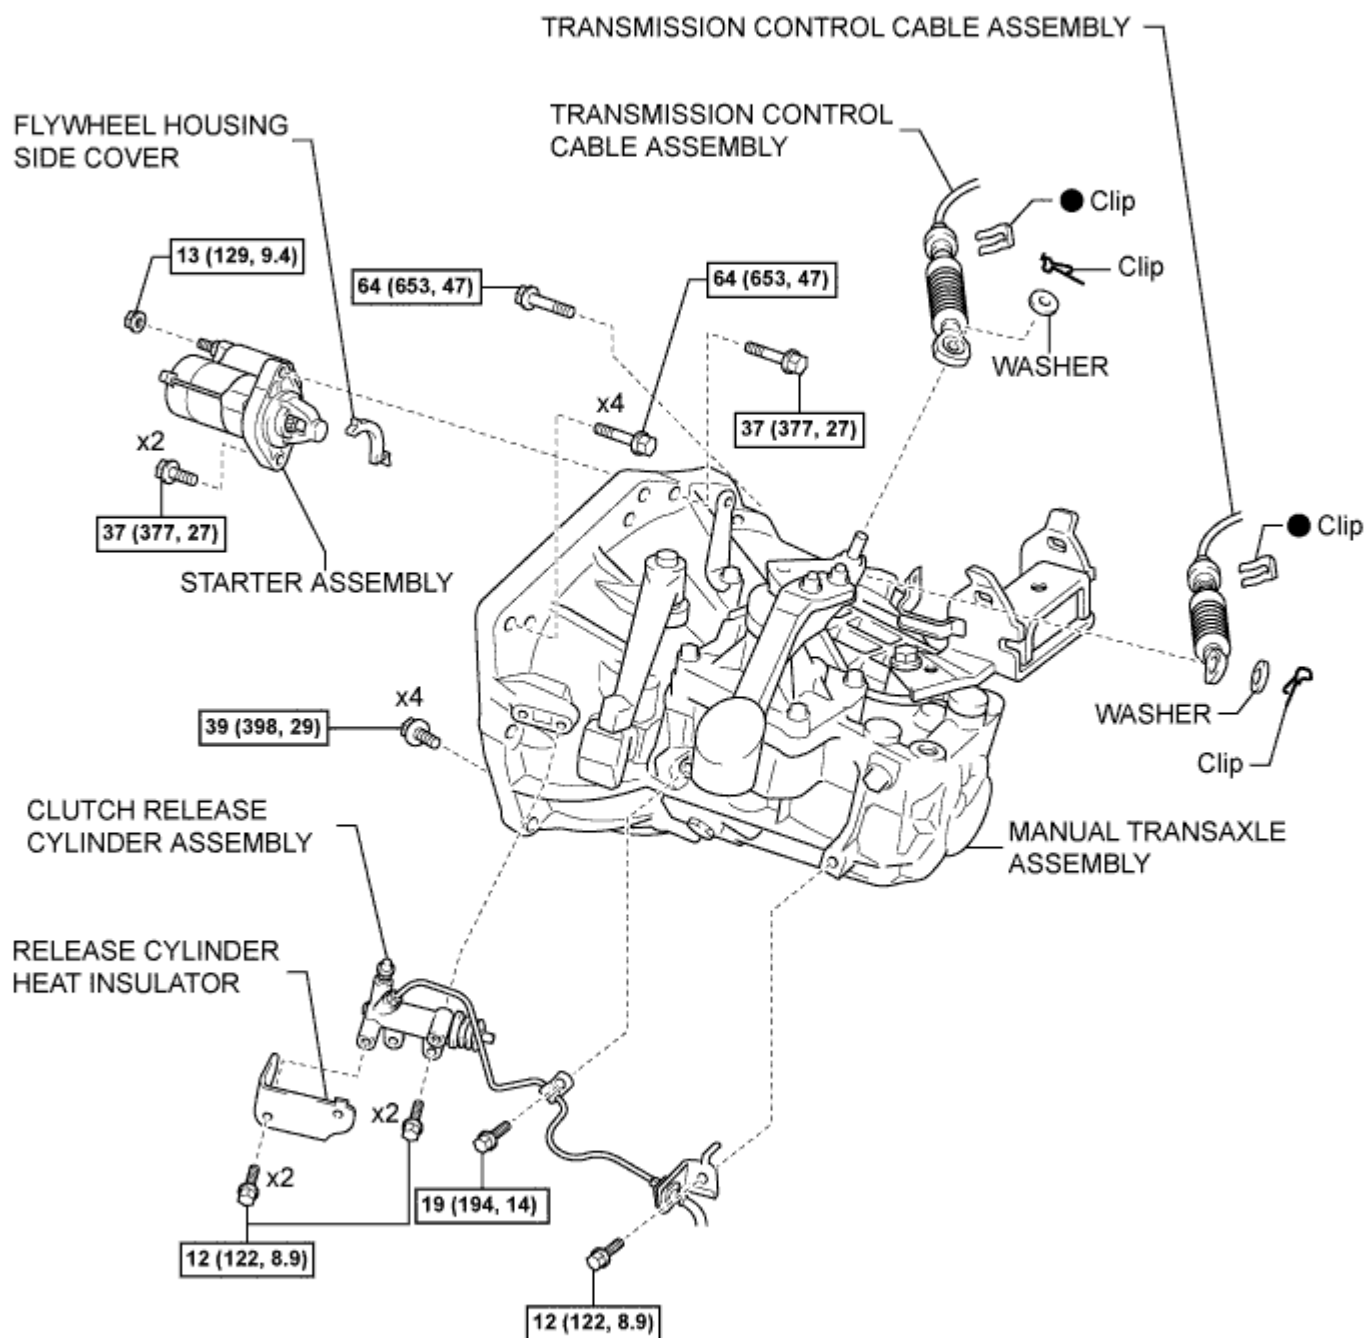 TRANSMISSION CONTROL CABLE ASSEMBLY
TRANSMISSION CONTROL
CABLE ASSEMBLY
FLYWHEEL HOUSING
SIDE COVER
Clip
13 (129, 9.4)
64 (653, 47)
64 (653, 47)
Clip
WASHER
x4
37 (377, 27)
x2
37 (377, 27)
STARTER ASSEMBLY
Clip
x4
39 (398, 29)
WASHER
Clip
CLUTCH RELEASE
CYLINDER ASSEMBLY
MANUAL TRANSAXLE
ASSEMBLY
RELEASE CYLINDER
HEAT INSULATOR
x2
x2
19 (194, 14)
12 (122, 8.9)
12 (122, 8.9)